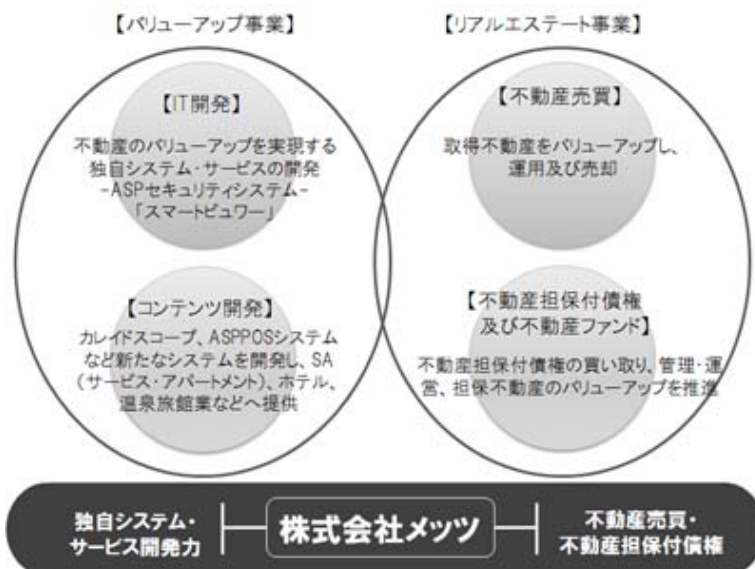 【バリューアップ事業】
【IT開発】
不動産のバリューアップを実現する
独自システム・サービスの開発
-ASPセキュリティシステム-
「スマートビュワー」
【コンテンツ開発】
カレイドスコープ、ASPPOSシステム
など新たなシステムを開発し、SA
(サービス・アパートメント)、ホテル、
温泉旅館業などへ提供
【リアルエステート事業】
【不動産売買】
取得不動産をバリューアップし、
運用及び売却
【不動産担保付債権
及び不動産ファンド】
不動産担保付債権の買い取り、管理・運
営、担保不動産のバリューアップを推進
独自システム・
サービス開発力
株式会社メッツ
不動産売買・
不動産担保付債権